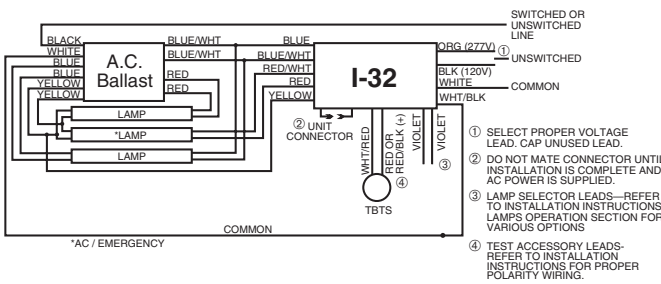 SWITCHED OR
UNSWITCHED
LINE
BLACK
WHITE
BLUE
BLUE
YELLOW
YELLOW
A.C.
Ballast
BLUE/WHT
BLUE/WHT
RED
RED
BLUE
BLUE/WHT
RED/WHT
RED
YELLOW
I-32
ORG (277V)
①
UNSWITCHED
BLK (120V)
WHITE
COMMON
WHT/BLK
LAMP
*LAMP
LAMP
② UNIT
CONNECTOR
WHT/RED
RED OR
RED/BLK (+)
VIOLET
VIOLET
③
④
TBTS
COMMON
*AC / EMERGENCY
① SELECT PROPER VOLTAGE
LEAD. CAP UNUSED LEAD.
② DO NOT MATE CONNECTOR UNTIL
INSTALLATION IS COMPLETE AND
AC POWER IS SUPPLIED.
③ LAMP SELECTOR LEADS—REFER
TO INSTALLATION INSTRUCTIONS
LAMPS OPERATION SECTION FOR
VARIOUS OPTIONS
④ TEST ACCESSORY LEADS-
REFER TO INSTALLATION
INSTRUCTIONS FOR PROPER
POLARITY WIRING.